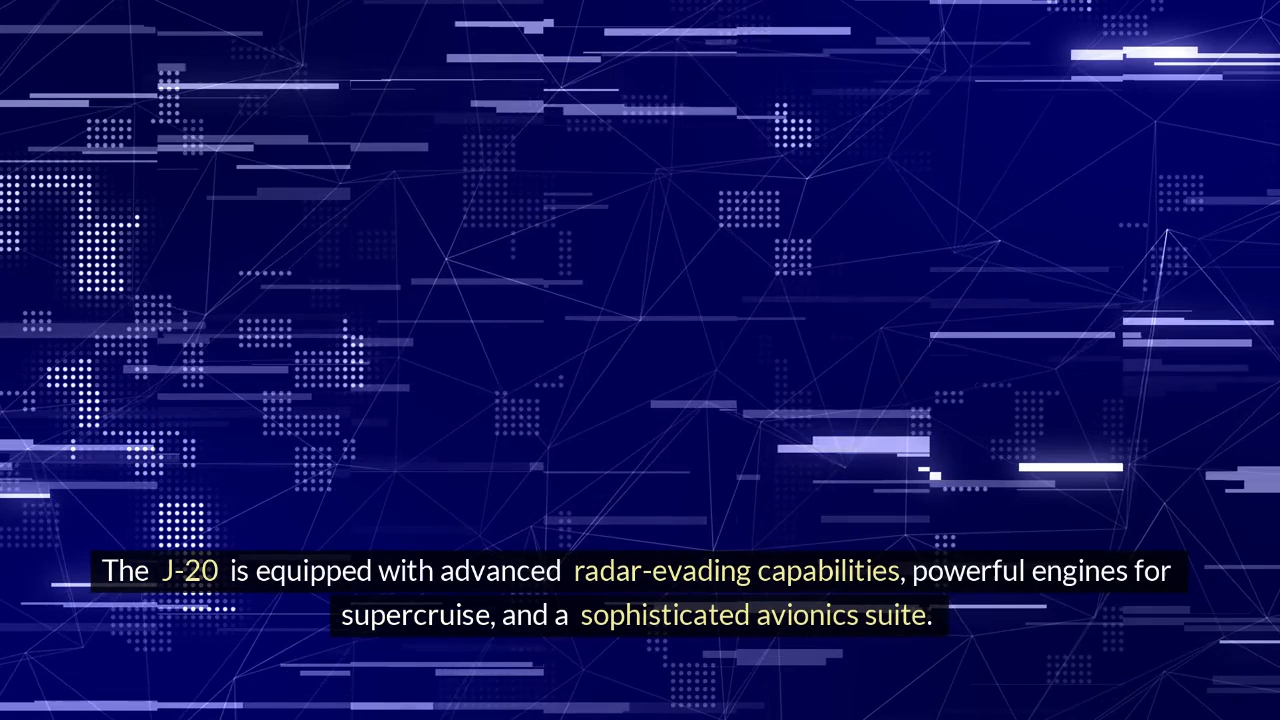 The J-20 is equipped with advanced radar-evading capabilities, powerful engines for
supercruise, and a sophisticated avionics suite.